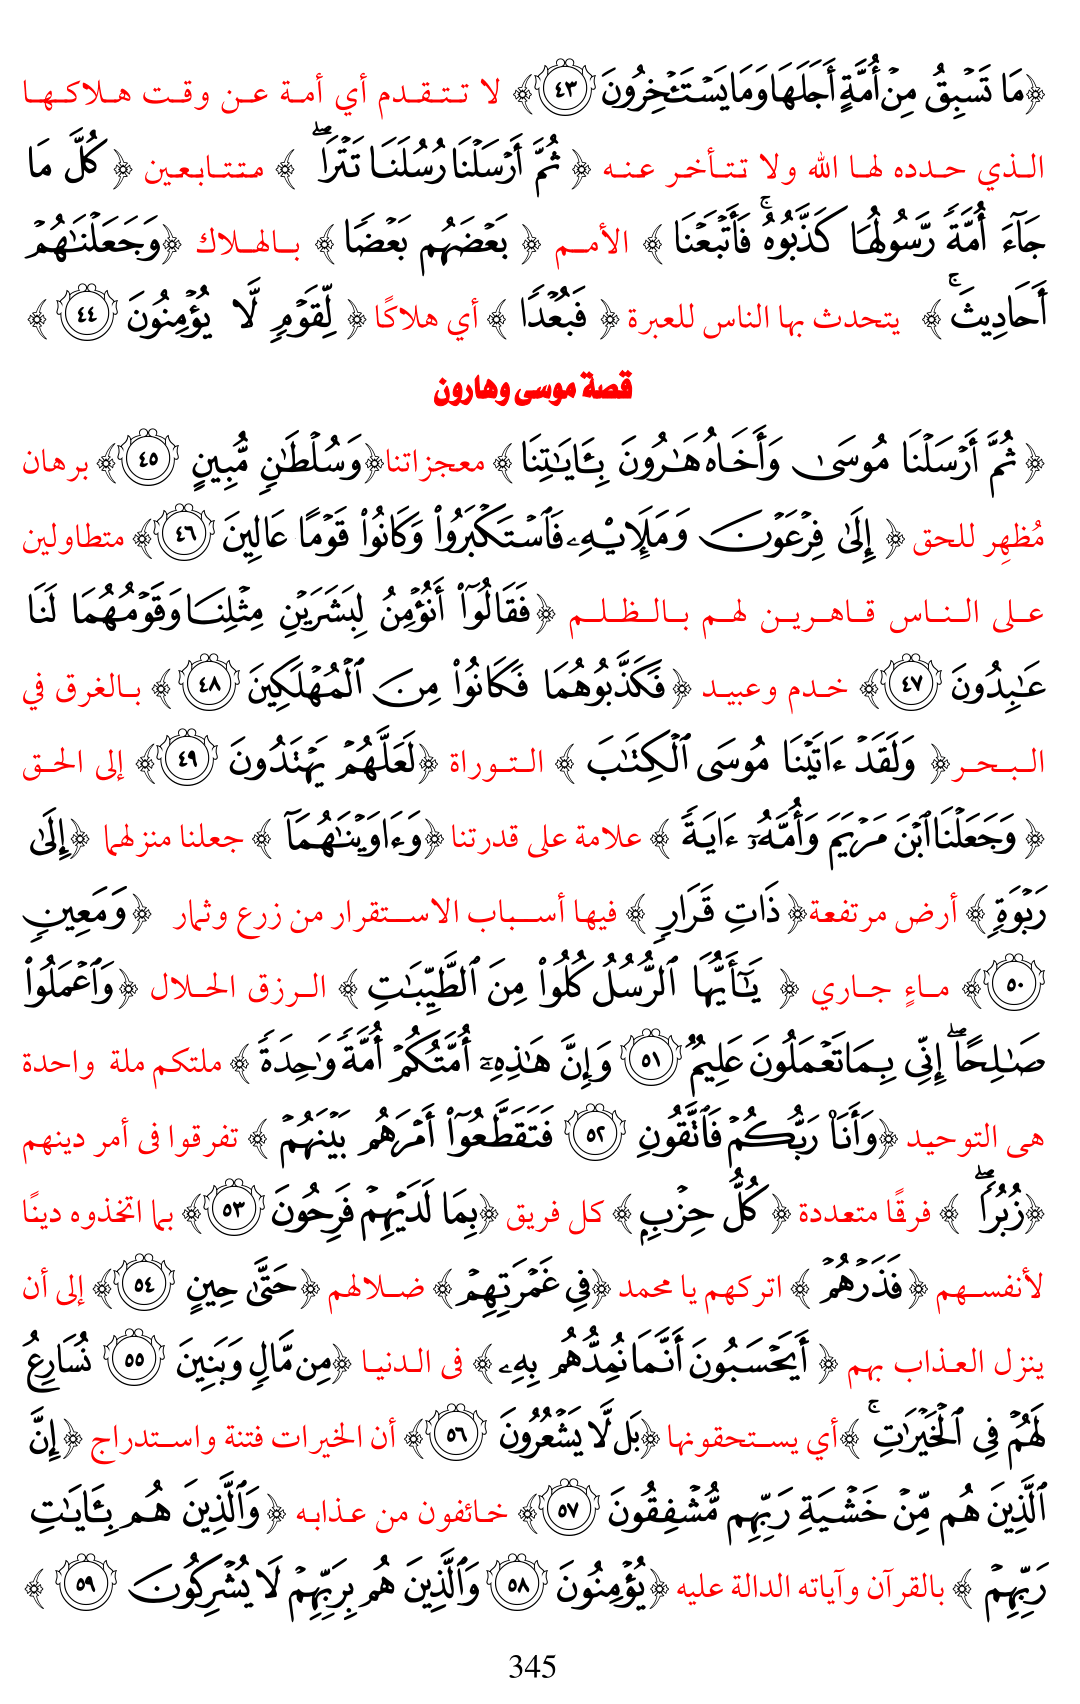 ﴿مَا تَسْبِقُ مِنْ أُمَّةٍ أَجَلَهَا وَمَا يَسْتَـْٔخِرُونَ ٤٣﴾ لا تتقدم أي أمة عن وقت هلاكها
الذي حدده لها الله ولا تتأخر عنه ﴿ ثُمَّ أَرْسَلْنَا رُسُلَنَا تَتْرَاۖ ﴾ متتابعين ﴿ كُلَّ مَا
جَآءَ أُمَّةً رَّسُولُهَا كَذَّبُوهُۚ فَأَتْبَعْنَا ﴾ الأمم ﴿ بَعْضَهُم بَعْضًا ﴾ بالهلاك ﴿وَجَعَلْنَٰهُمْ
أَحَادِيثَۚ ﴾ يتحدث بها الناس للعبرة ﴿ فَبُعْدًا ﴾ أي هلاكًا ﴿ لِّقَوْمٍ لَّا يُؤْمِنُونَ ٤٤ ﴾
قصة موسى وهارون
﴿ ثُمَّ أَرْسَلْنَا مُوسَىٰ وَأَخَاهُ هَٰرُونَ بِـَٔايَٰتِنَا ﴾ معجزاتنا﴿وَسُلْطَٰنٍ مُّبِينٍ ٤٥﴾ برهان
مُظهِر للحق ﴿ إِلَىٰ فِرْعَوْنَ وَمَلَإِي۟هِۦ فَٱسْتَكْبَرُوا۟ وَكَانُوا۟ قَوْمًا عَالِينَ ٤٦﴾ متطاولين
على الناس قاهرين لهم بالظلم ﴿فَقَالُوٓا۟ أَنُؤْمِنُ لِبَشَرَيْنِ مِثْلِنَا وَقَوْمُهُمَا لَنَا
عَٰبِدُونَ ٤٧﴾ خدم وعبيد ﴿فَكَذَّبُوهُمَا فَكَانُوا۟ مِنَ ٱلْمُهْلَكِينَ ٤٨ ﴾ بالغرق في
البحر﴿ وَلَقَدْ ءَاتَيْنَا مُوسَى ٱلْكِتَٰبَ ﴾ التوراة ﴿لَعَلَّهُمْ يَهْتَدُونَ ٤٩﴾ إلى الحق
﴿ وَجَعَلْنَا ٱبْنَ مَرْيَمَ وَأُمَّهُۥٓ ءَايَةً ﴾ علامة على قدرتنا ﴿وَءَاوَيْنَٰهُمَآ ﴾ جعلنا منزلهما ﴿إِلَىٰ
رَبْوَةٍ﴾ أرض مرتفعة﴿ ذَاتِ قَرَارٍ ﴾ فيها أسباب الاستقرار من زرع وثمار ﴿وَمَعِينٍ
٥٠﴾ ماءٍ جاري ﴿ يَٰٓأَيُّهَا ٱلرُّسُلُ كُلُوا۟ مِنَ ٱلطَّيِّبَٰتِ ﴾ الرزق الحلال ﴿وَٱعْمَلُوا۟
صَٰلِحًاۖ إِنِّى بِمَا تَعْمَلُونَ عَلِيمٌ ٥١ وَإِنَّ هَٰذِهِۦٓ أُمَّتُكُمْ أُمَّةً وَٰحِدَةً ﴾ ملتكم ملة واحدة
هى التوحيد ﴿وَأَنَا۠ رَبُّكُمْ فَٱتَّقُونِ ٥٢ فَتَقَطَّعُوٓا۟ أَمْرَهُم بَيْنَهُمْ ﴾ تفرقوا فى أمر دينهم
﴿زُبُرًاۖ ﴾ فرقًا متعددة ﴿ كُلُّ حِزْبٍۭ ﴾ كل فريق ﴿بِمَا لَدَيْهِمْ فَرِحُونَ ٥٣﴾ بما اتخذوه دينًا
لأنفسهم ﴿فَذَرْهُمْ ﴾ اتركهم يا محمد ﴿فِى غَمْرَتِهِمْ﴾ ضلالهم ﴿حَتَّىٰ حِينٍ ٥٤﴾ إلى أن
ينزل العذاب بهم ﴿ أَيَحْسَبُونَ أَنَّمَا نُمِدُّهُم بِهِۦ ﴾ فى الدنيا ﴿مِن مَّالٍ وَبَنِينَ ٥٥ نُسَارِعُ
لَهُمْ فِى ٱلْخَيْرَٰتِۚ ﴾أي يستحقونها ﴿بَل لَّا يَشْعُرُونَ ٥٦﴾ أن الخيرات فتنة واستدراج ﴿إِنَّ
ٱلَّذِينَ هُم مِّنْ خَشْيَةِ رَبِّهِم مُّشْفِقُونَ ٥٧﴾ خائفون من عذابه ﴿وَٱلَّذِينَ هُم بِـَٔايَٰتِ
رَبِّهِمْ ﴾ بالقرآن وآياته الدالة عليه ﴿يُؤْمِنُونَ ٥٨ وَٱلَّذِينَ هُم بِرَبِّهِمْ لَا يُشْرِكُونَ ٥٩ ﴾
345